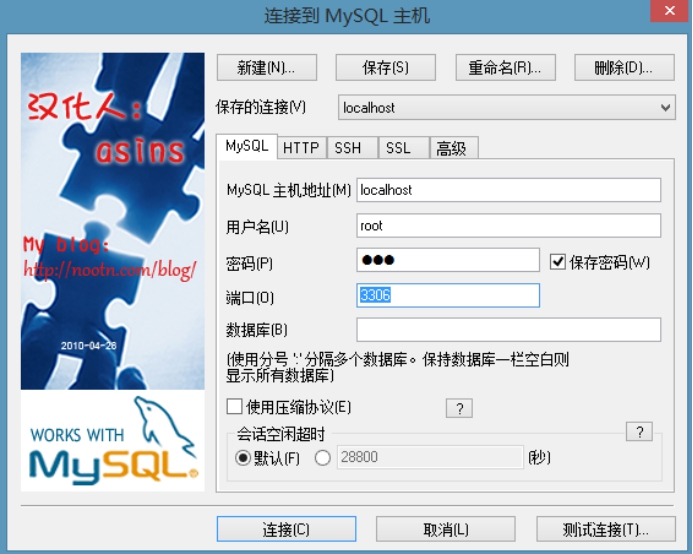 连接到 MySQL 主机
汉化人：
asins
My blog:
http://nootn.com/blog/
2010-04-26
WORKS WITH
MySQL®
新建(N)... 保存(S) 重命名(R)... 删除(D)...
保存的连接(V) localhost
MySQL HTTP SSH SSL 高级
MySQL 主机地址(M) localhost
用户名(U) root
密码(P) ●●● 保存密码(W)
端口(O) 3306
数据库(B)
(使用分号 ';' 分隔多个数据库。保持数据库一栏空白则
显示所有数据库)
使用压缩协议(E) ?
会话空闲超时 ?
默认(F) 28800 (秒)
连接(C) 取消(L) 测试连接(T)...